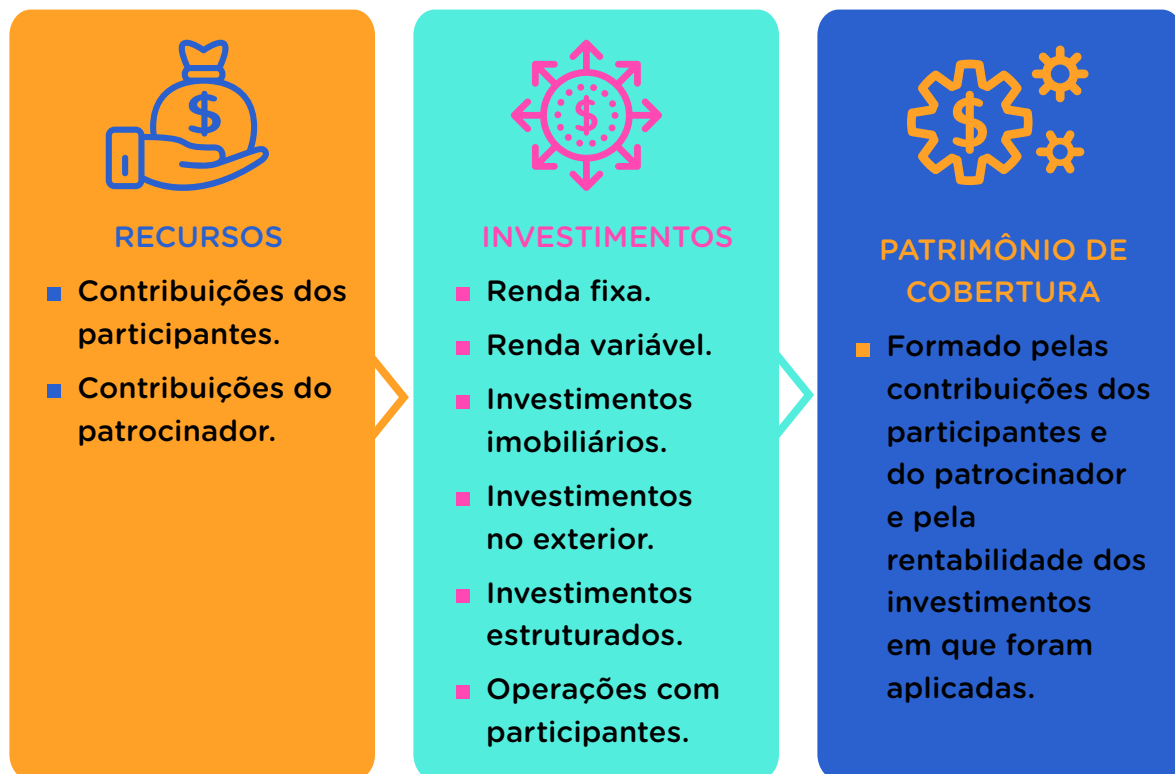 $
RECURSOS
Contribuições dos
participantes.
Contribuições do
patrocinador.
$
INVESTIMENTOS
Renda fixa.
Renda variável.
Investimentos
imobiliários.
Investimentos
no exterior.
Investimentos
estruturados.
Operações com
participantes.
$
PATRIMÔNIO DE
COBERTURA
Formado pelas
contribuições dos
participantes e
do patrocinador
e pela
rentabilidade dos
investimentos
em que foram
aplicadas.